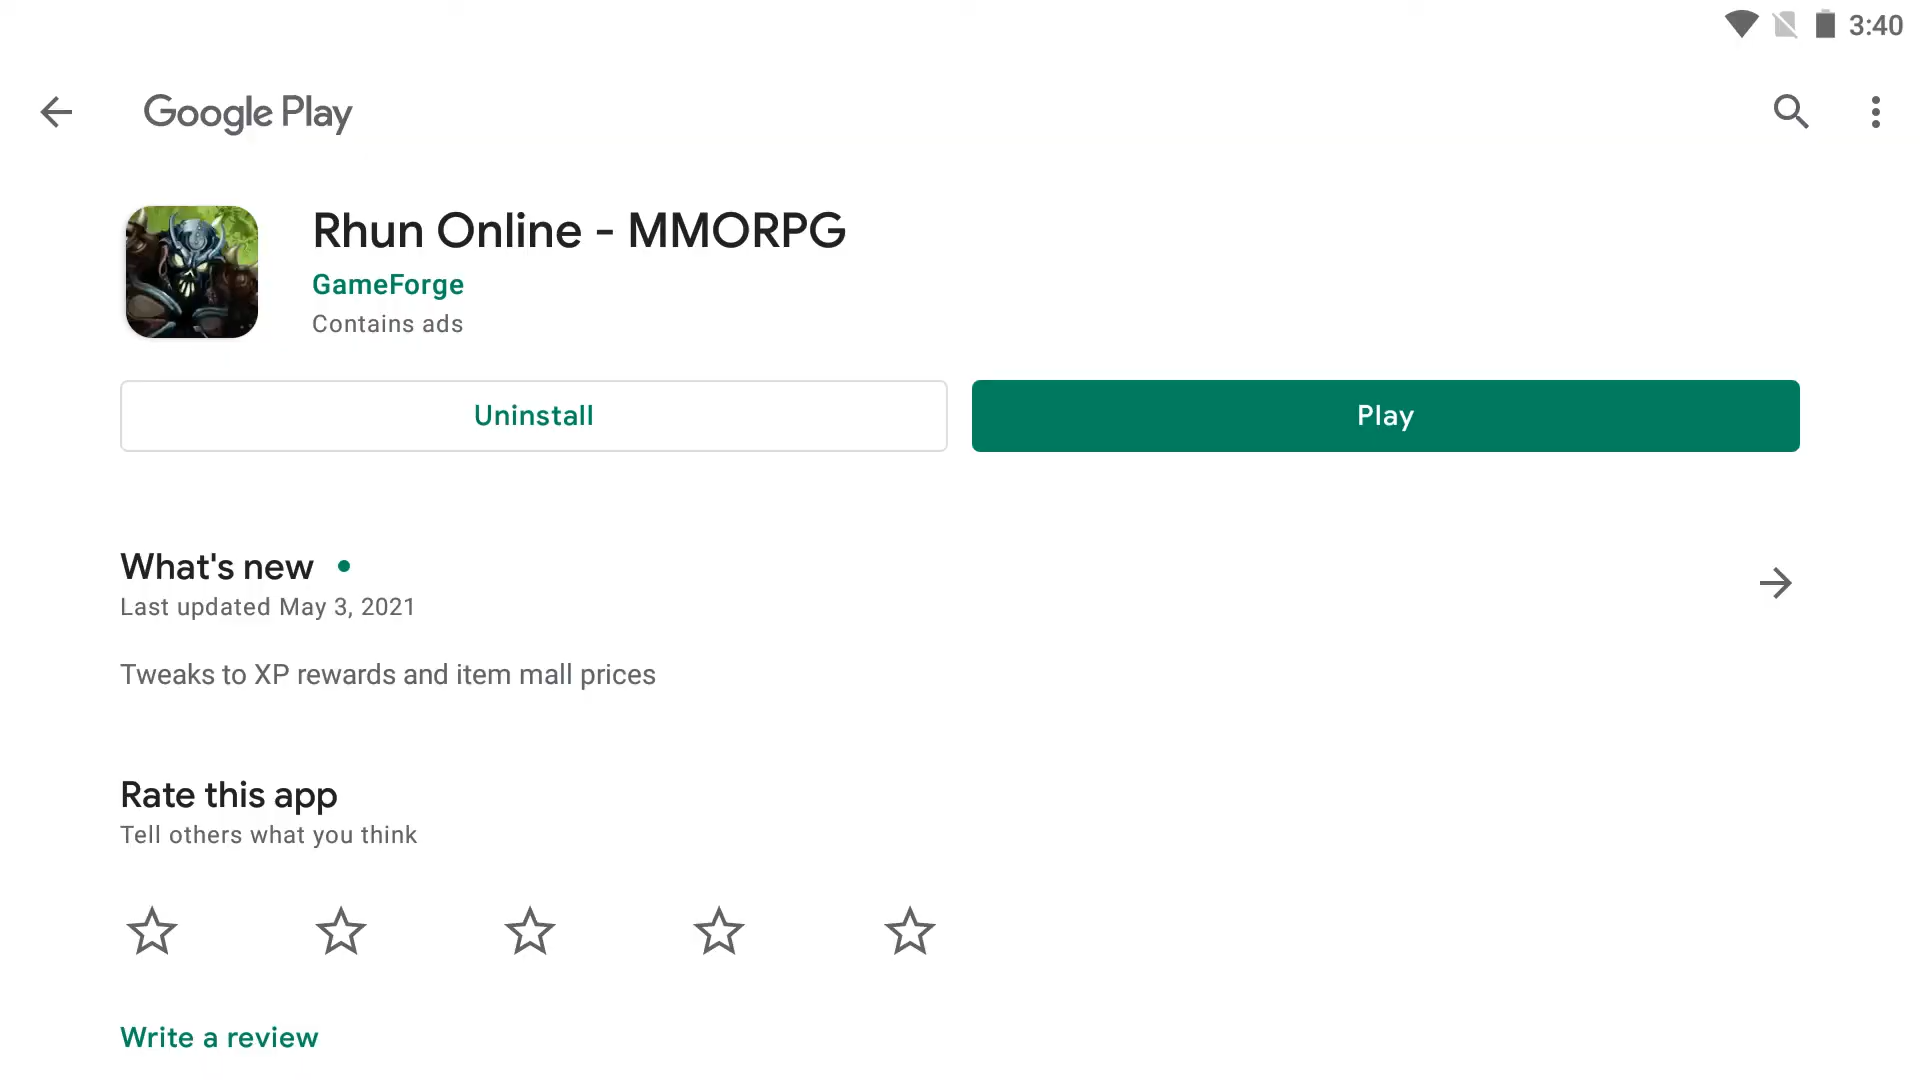 3:40
Google Play
Rhun Online - MMORPG
GameForge
Contains ads
Uninstall
Play
What's new
Last updated May 3, 2021
Tweaks to XP rewards and item mall prices
Rate this app
Tell others what you think
Write a review